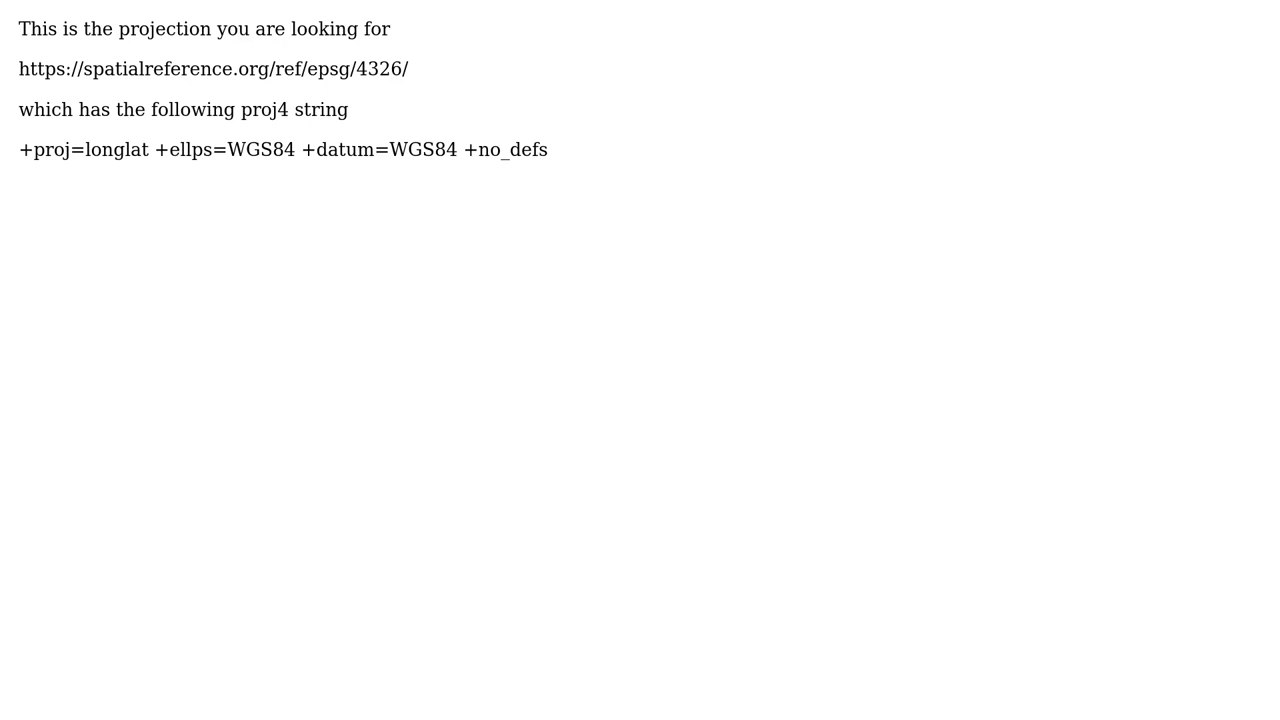 This is the projection you are looking for
https://spatialreference.org/ref/epsg/4326/
which has the following proj4 string
+proj=longlat +ellps=WGS84 +datum=WGS84 +no_defs